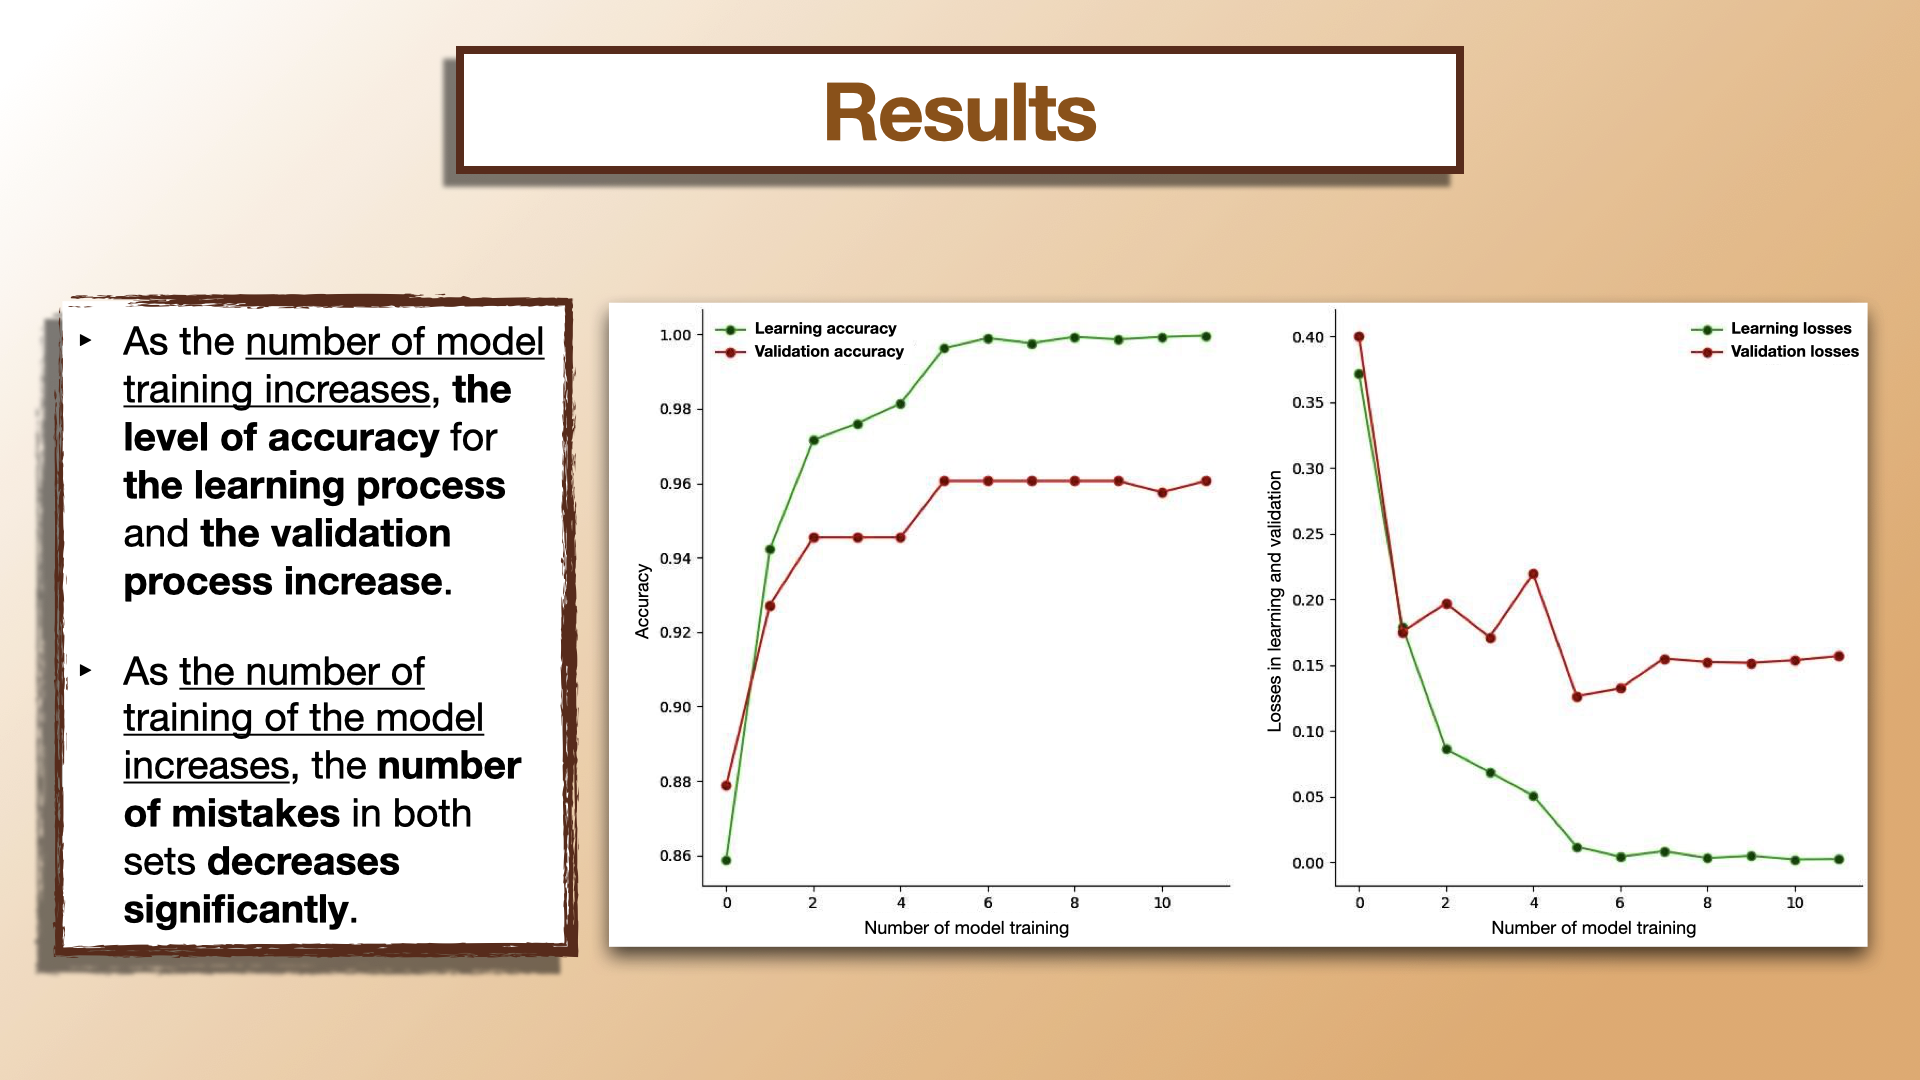 Results
‣ As the number of model
training increases, the
level of accuracy for
the learning process
and the validation
process increase.
‣ As the number of
training of the model
increases, the number
of mistakes in both
sets decreases
significantly.
Learning accuracy
Validation accuracy
1.00
0.98
0.96
0.94
0.92
0.90
0.88
0.86
Accuracy
0 2 4 6 8 10
Number of model training
Learning losses
Validation losses
0.40
0.35
0.30
0.25
0.20
0.15
0.10
0.05
0.00
Losses in learning and validation
0 2 4 6 8 10
Number of model training